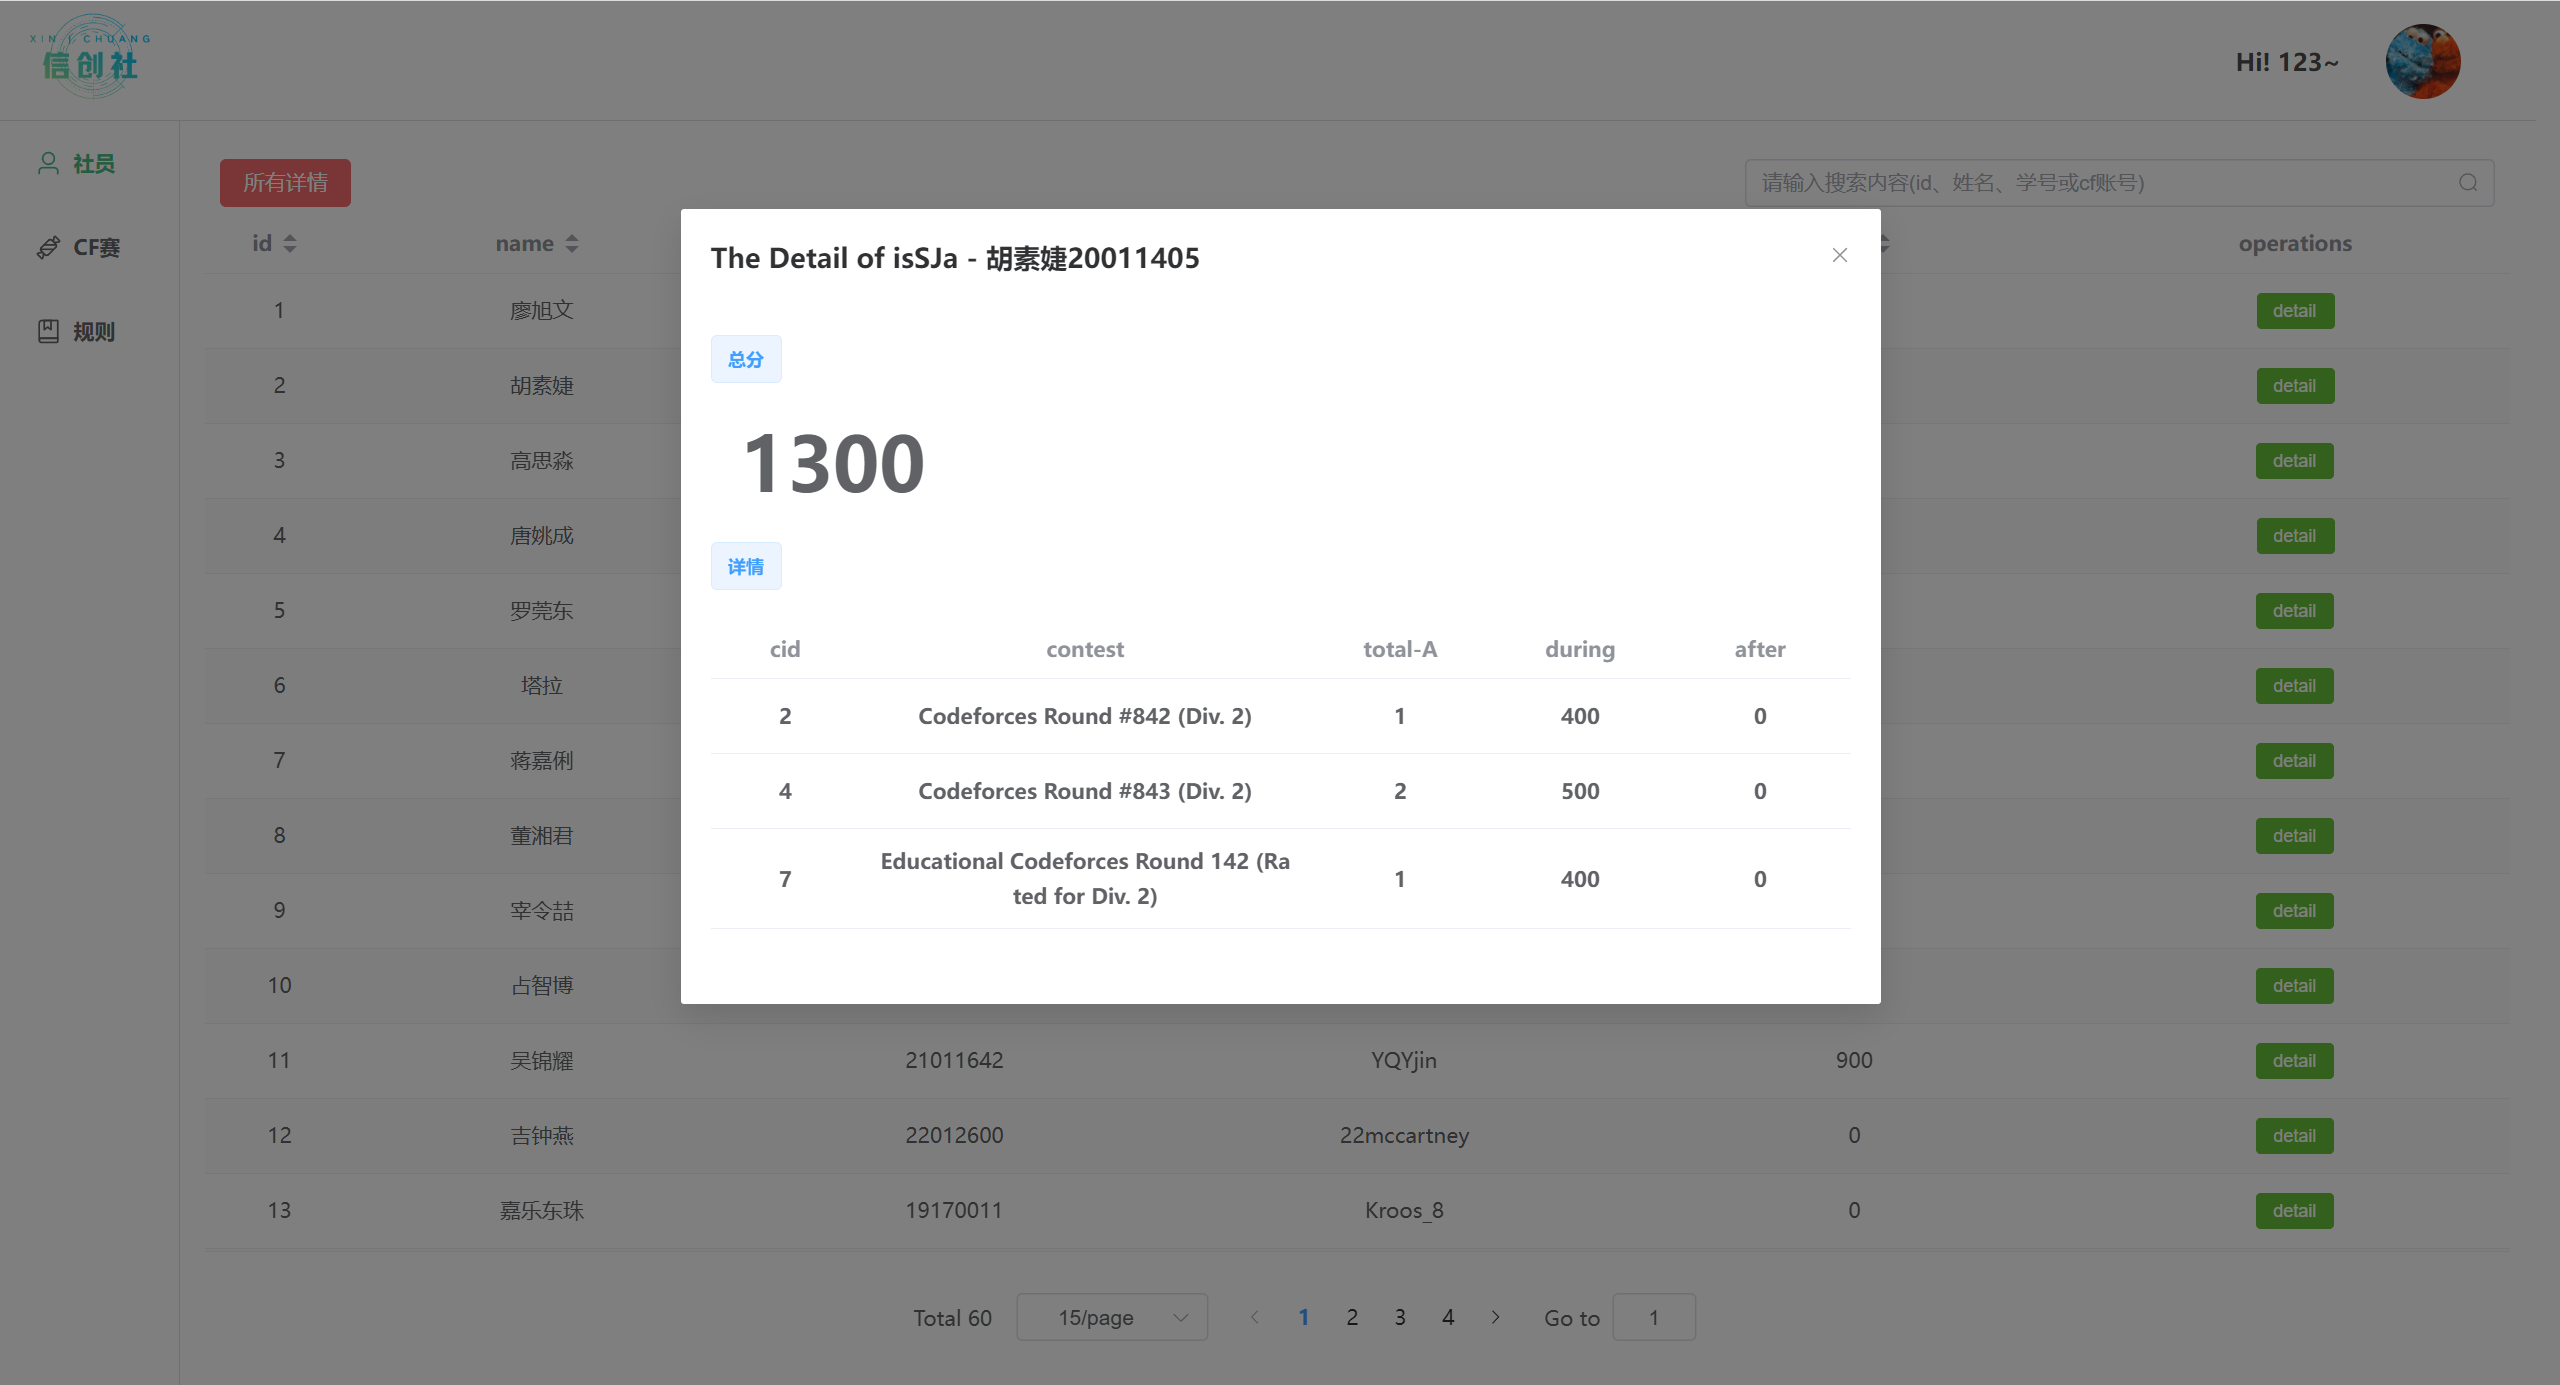 XIN CHUANG
信创社
Hi! 123~
社员
CF赛
规则
所有详情
请输入搜索内容(id、姓名、学号或cf账号)
id name operations
1 廖旭文 detail
2 胡素婕 detail
3 高思淼 detail
4 唐姚成 detail
5 罗莞东 detail
6 塔拉 detail
7 蒋嘉俐 detail
8 董湘君 detail
9 宰令喆 detail
10 占智博 detail
11 吴锦耀 21011642 YQYjin 900 detail
12 吉钟燕 22012600 22mccartney 0 detail
13 嘉乐东珠 19170011 Kroos_8 0 detail
Total 60 15/page 1 2 3 4 Go to 1
The Detail of isSJa - 胡素婕20011405
总分
1300
详情
cid contest total-A during after
2 Codeforces Round #842 (Div. 2) 1 400 0
4 Codeforces Round #843 (Div. 2) 2 500 0
7 Educational Codeforces Round 142 (Ra
ted for Div. 2) 1 400 0